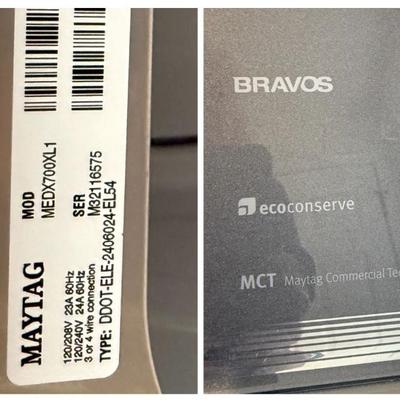 MAYTAG
MOD
MEDX700XL1
SER
M32116575
120/208V 23A 60Hz
120/240V 24A 60Hz
3 or 4 wire connection
TYPE: DDOT-ELE-2406024-EL54
BRAVOS
ecoconserve
MCT Maytag Commercial Tec